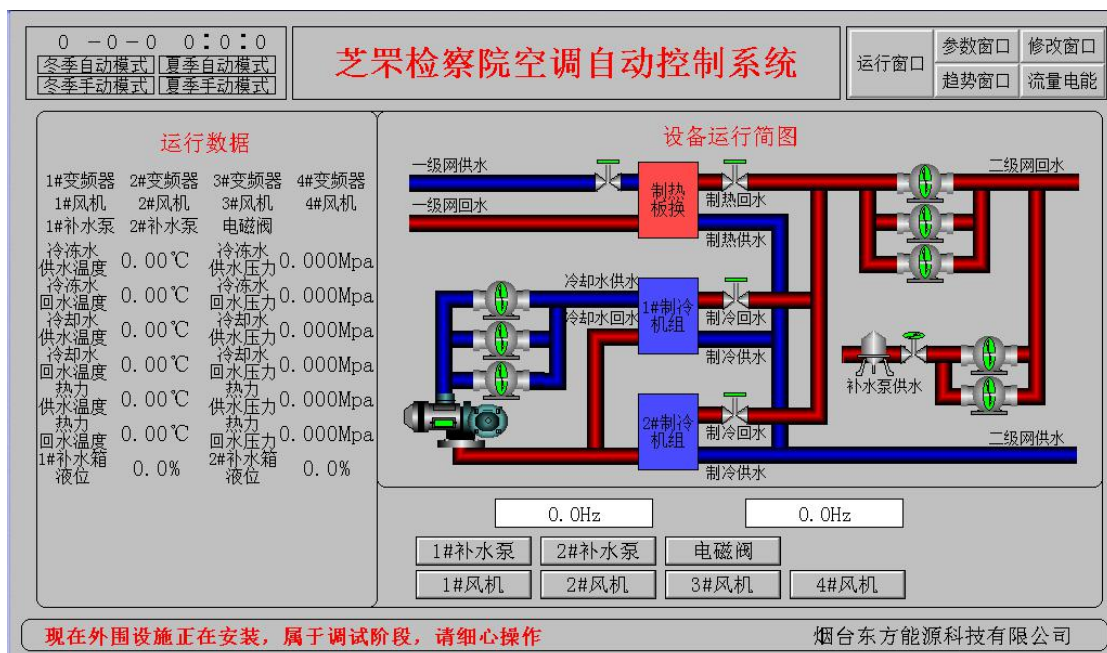 0 -0-0 0:0:0
冬季自动模式 夏季自动模式
冬季手动模式 夏季手动模式
芝罘检察院空调自动控制系统
运行窗口 参数窗口 修改窗口
趋势窗口 流量电能
运行数据
1#变频器 2#变频器 3#变频器 4#变频器
1#风机 2#风机 3#风机 4#风机
1#补水泵 2#补水泵 电磁阀
冷冻水供水温度 0.00℃ 冷冻水供水压力 0.000Mpa
冷冻水回水温度 0.00℃ 冷冻水回水压力 0.000Mpa
冷却水供水温度 0.00℃ 冷却水供水压力 0.000Mpa
冷却水回水温度 0.00℃ 冷却水回水压力 0.000Mpa
热力供水温度 0.00℃ 热力供水压力 0.000Mpa
热力回水温度 0.00℃ 热力回水压力 0.000Mpa
1#补水箱液位 0.0% 2#补水箱液位 0.0%
设备运行简图
一级网供水
一级网回水
制热板换
制热回水
制热供水
二级网回水
冷却水供水
冷却水回水
1#制冷机组
制冷回水
制冷供水
补水泵供水
2#制冷机组
制冷回水
制冷供水
二级网供水
0.0Hz 0.0Hz
1#补水泵 2#补水泵 电磁阀
1#风机 2#风机 3#风机 4#风机
现在外围设施正在安装，属于调试阶段，请细心操作
烟台东方能源科技有限公司